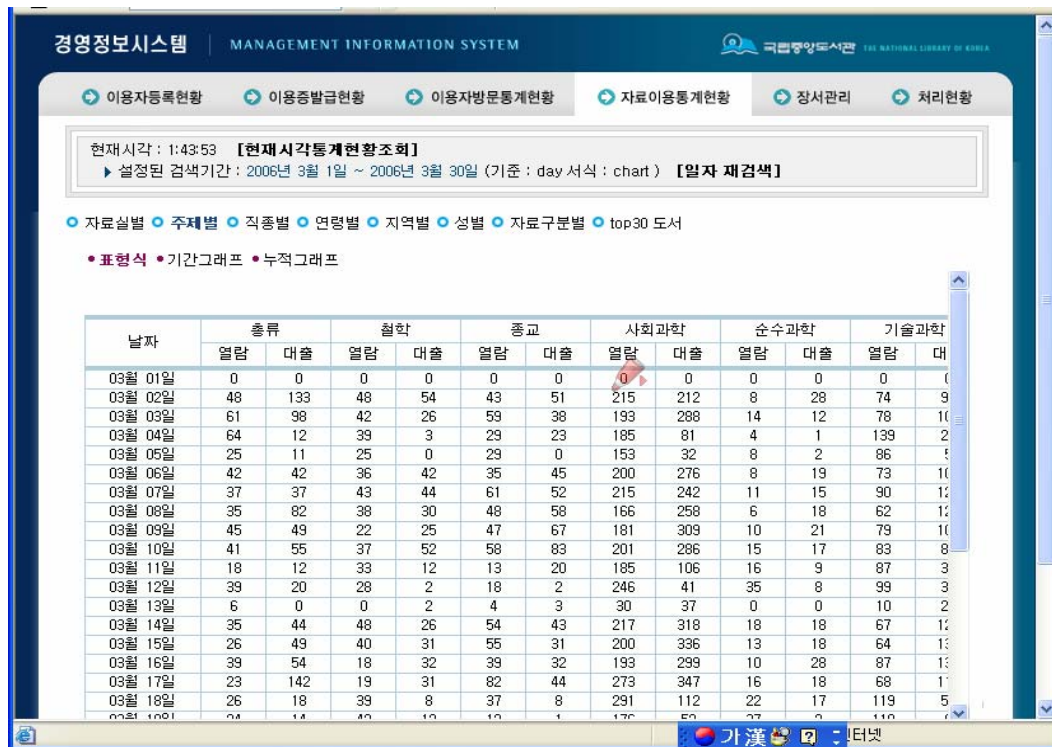 경영정보시스템 MANAGEMENT INFORMATION SYSTEM 국립중앙도서관 THE NATIONAL LIBRARY OF KOREA
이용자등록현황 이용증발급현황 이용자방문통계현황 자료이용통계현황 장서관리 처리현황
현재시각 : 1:43:53 [현재시각통계현황조회]
설정된 검색기간 : 2006년 3월 1일 ~ 2006년 3월 30일 (기준 : day 서식 : chart ) [일자 재검색]
자료실별 주제별 직종별 연령별 지역별 성별 자료구분별 top30 도서
표형식 기간그래프 누적그래프
날짜 총류 철학 종교 사회과학 순수과학 기술과학
열람 대출 열람 대출 열람 대출 열람 대출 열람 대출 열람
03월 01일 0 0 0 0 0 0 0 0 0 0 0
03월 02일 48 133 48 54 43 51 215 212 8 28 74
03월 03일 61 98 42 26 59 38 193 288 14 12 78
03월 04일 64 12 39 3 29 23 185 81 4 1 139
03월 05일 25 11 25 0 29 0 153 32 8 2 86
03월 06일 42 42 36 42 35 45 200 276 8 19 73
03월 07일 37 37 43 44 61 52 215 242 11 15 90
03월 08일 35 82 38 30 48 58 166 258 6 18 62
03월 09일 45 49 22 25 47 67 181 309 10 21 79
03월 10일 41 55 37 52 58 83 201 286 15 17 83
03월 11일 18 12 33 12 13 20 185 106 16 9 87
03월 12일 39 20 28 2 18 2 246 41 35 8 99
03월 13일 6 0 0 2 4 3 30 37 0 0 10
03월 14일 35 44 48 26 54 43 217 318 18 18 67
03월 15일 26 49 40 31 55 31 200 336 13 18 64
03월 16일 39 54 18 32 39 32 193 299 10 28 87
03월 17일 23 142 19 31 82 44 273 347 16 18 68
03월 18일 26 18 39 8 37 8 291 112 22 17 119
가 漢